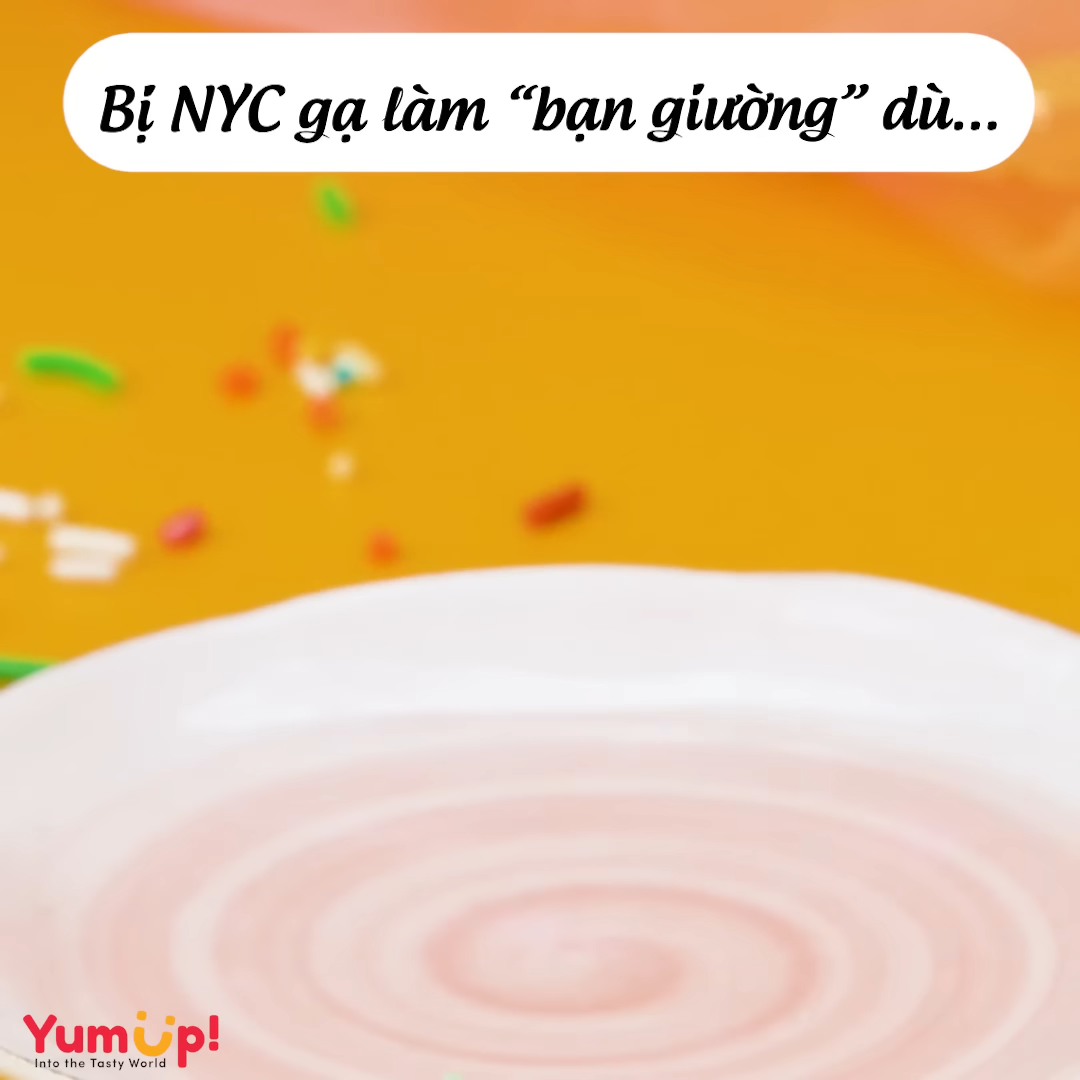 Bị NYC gạ làm “bạn giường” dù...
YumUp!
Into the Tasty World